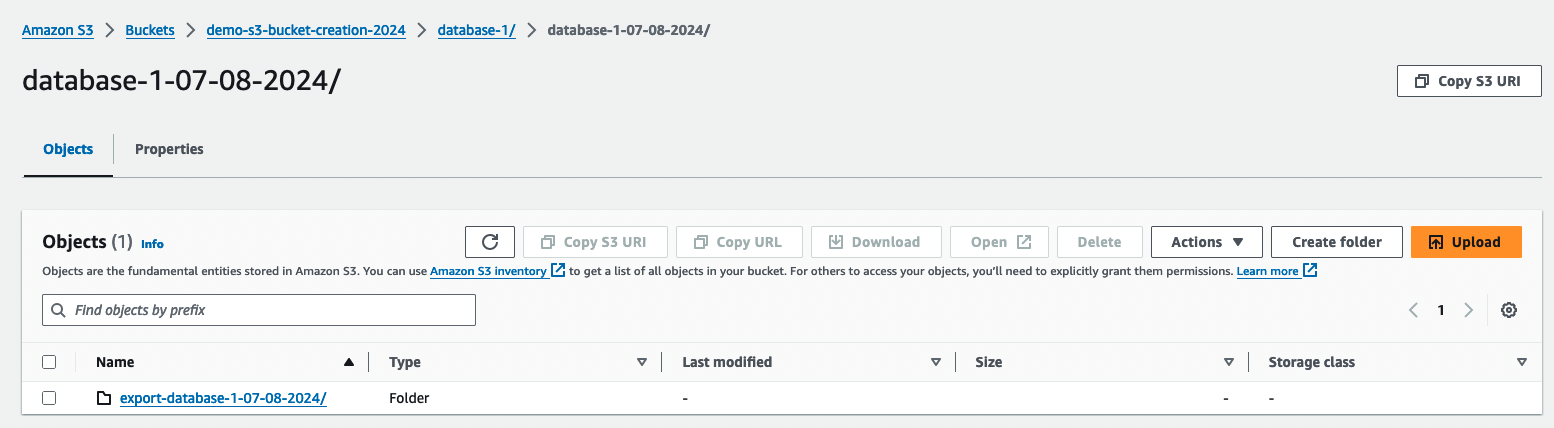 Amazon S3 > Buckets > demo-s3-bucket-creation-2024 > database-1/ > database-1-07-08-2024/
database-1-07-08-2024/
Copy S3 URI
Objects Properties
Objects (1) Info
Copy S3 URI Copy URL Download Open Delete Actions Create folder Upload
Objects are the fundamental entities stored in Amazon S3. You can use Amazon S3 inventory to get a list of all objects in your bucket. For others to access your objects, you'll need to explicitly grant them permissions. Learn more
Find objects by prefix
1
Name Type Last modified Size Storage class
export-database-1-07-08-2024/ Folder - - -